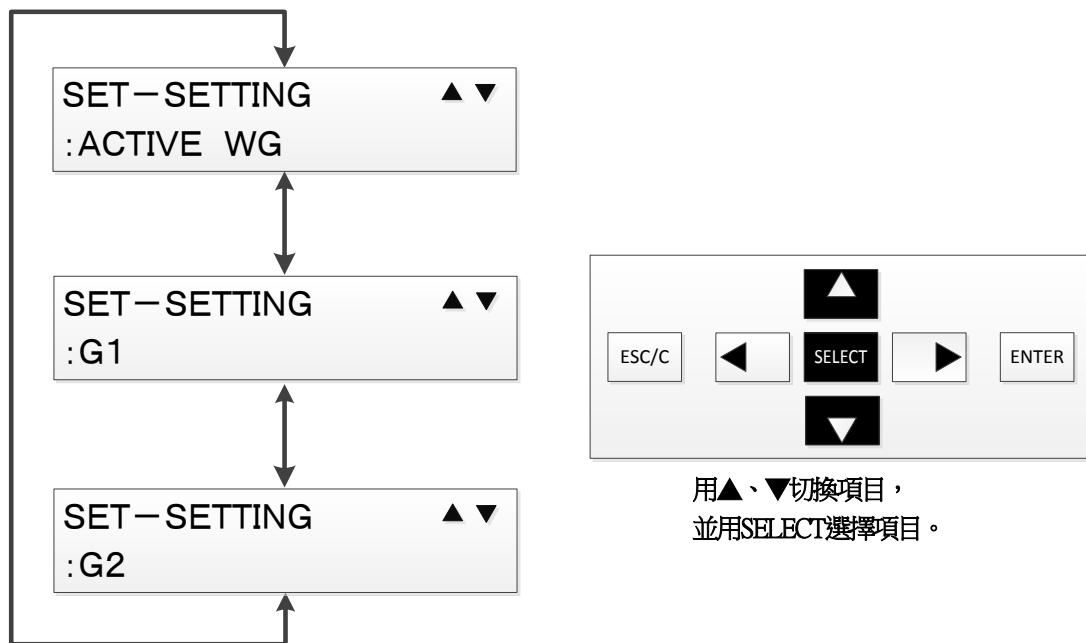 SET－SETTING ▲ ▼
:ACTIVE WG
SET－SETTING ▲ ▼
:G1
SET－SETTING ▲ ▼
:G2
ESC/C
SELECT
ENTER
用▲、▼切換項目，
並用SELECT選擇項目。